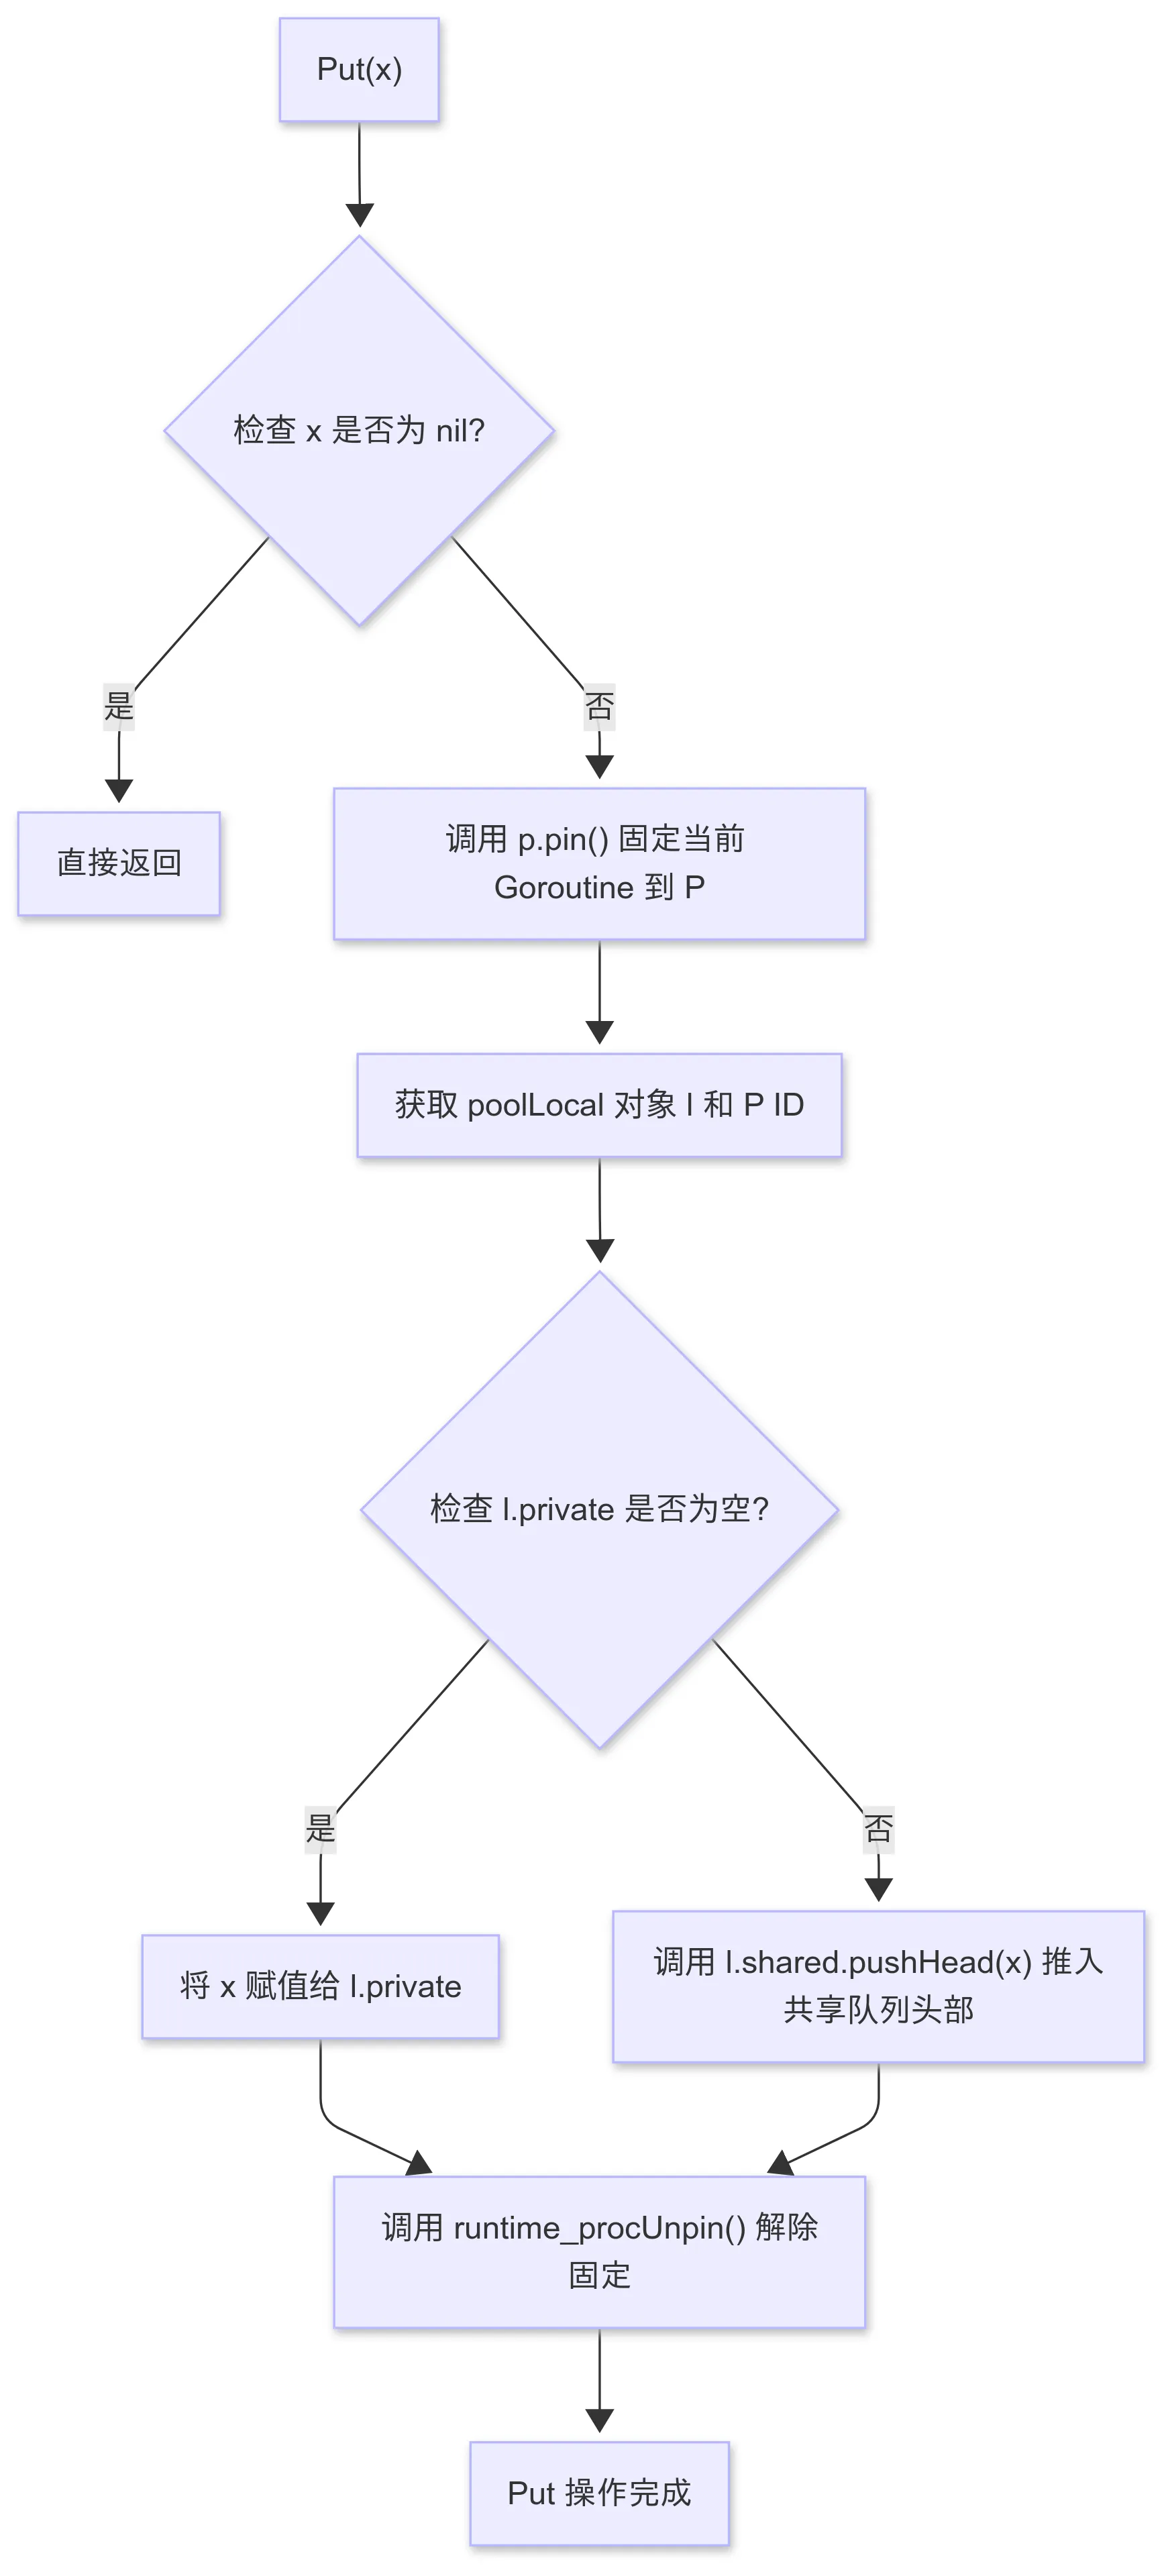 Put(x)
检查 x 是否为 nil?
是
否
直接返回
调用 p.pin() 固定当前
Goroutine 到 P
获取 poolLocal 对象 l 和 P ID
检查 l.private 是否为空?
是
否
将 x 赋值给 l.private
调用 l.shared.pushHead(x) 推入
共享队列头部
调用 runtime_procUnpin() 解除
固定
Put 操作完成